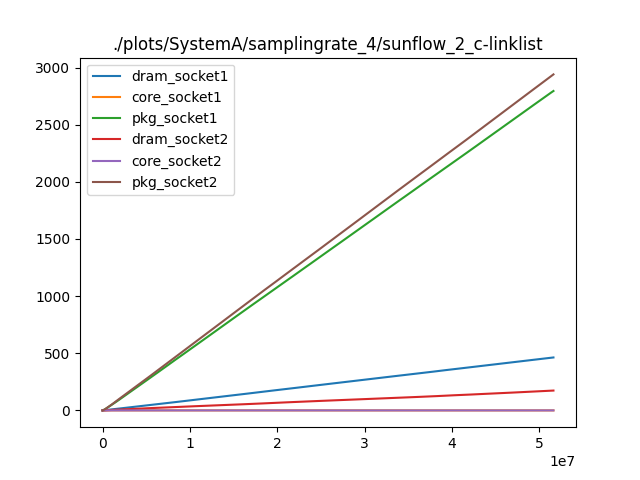 ./plots/SystemA/samplingrate_4/sunflow_2_c-linklist
3000
2500
2000
1500
1000
500
0
dram_socket1
core_socket1
pkg_socket1
dram_socket2
core_socket2
pkg_socket2
0 1 2 3 4 5
1e7